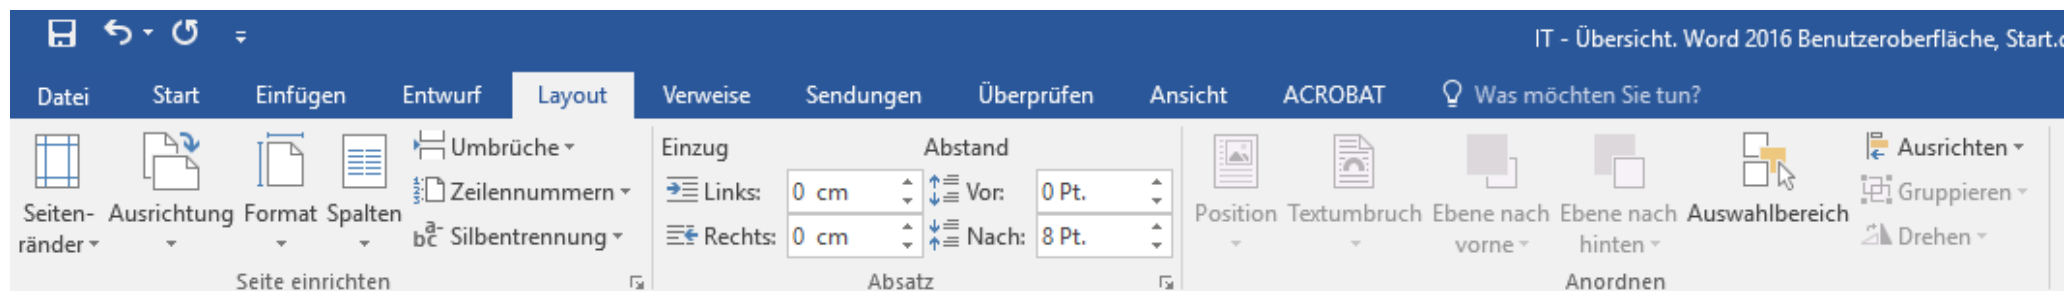 IT - Übersicht. Word 2016 Benutzeroberfläche, Start.
Datei Start Einfügen Entwurf Layout Verweise Sendungen Überprüfen Ansicht ACROBAT Was möchten Sie tun?
Seiten-
ränder
Ausrichtung
Format
Spalten
Umbrüche
Zeilennummern
Silbentrennung
Seite einrichten
Einzug
Links: 0 cm
Rechts: 0 cm
Abstand
Vor: 0 Pt.
Nach: 8 Pt.
Absatz
Position
Textumbruch
Ebene nach
vorne
Ebene nach
hinten
Auswahlbereich
Ausrichten
Gruppieren
Drehen
Anordnen